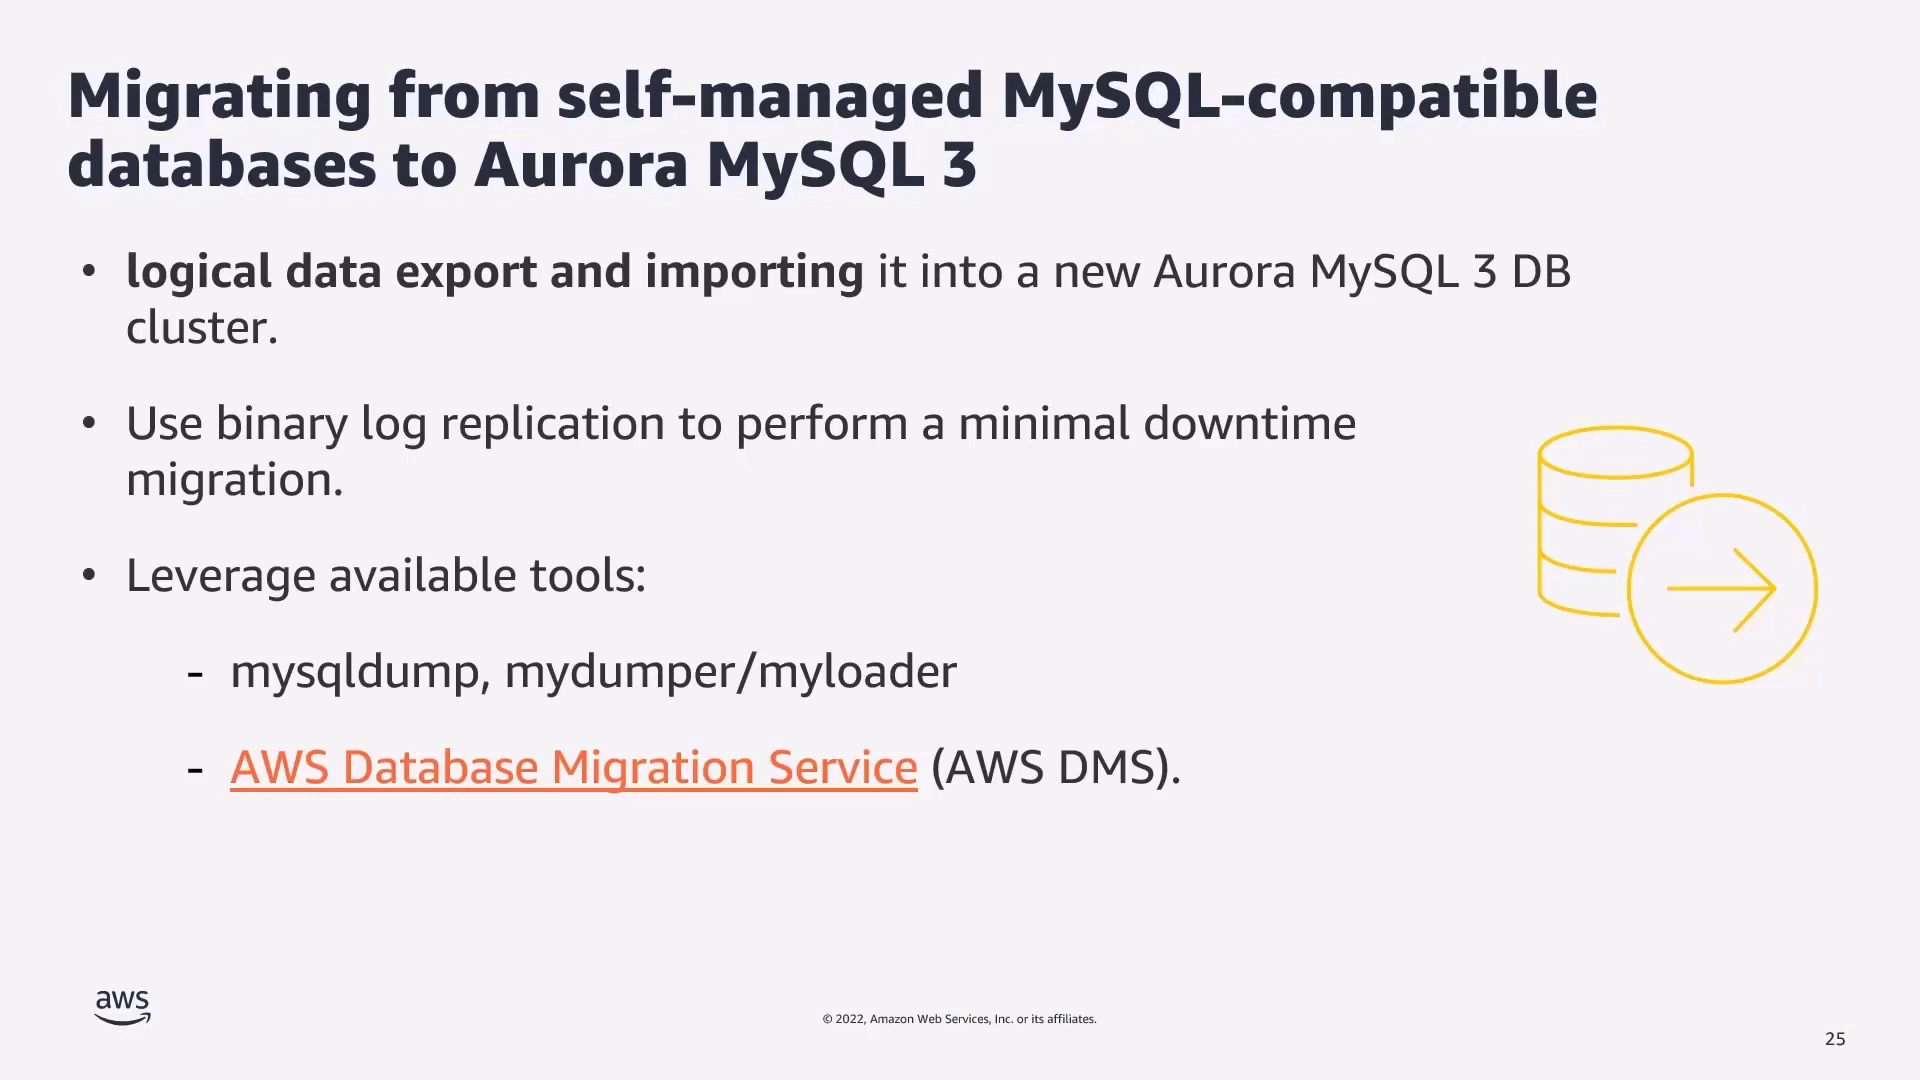 Migrating from self-managed MySQL-compatible
databases to Aurora MySQL 3
• logical data export and importing it into a new Aurora MySQL 3 DB
cluster.
• Use binary log replication to perform a minimal downtime
migration.
• Leverage available tools:
- mysqldump, mydumper/myloader
- AWS Database Migration Service (AWS DMS).
aws
© 2022, Amazon Web Services, Inc. or its affiliates.
25